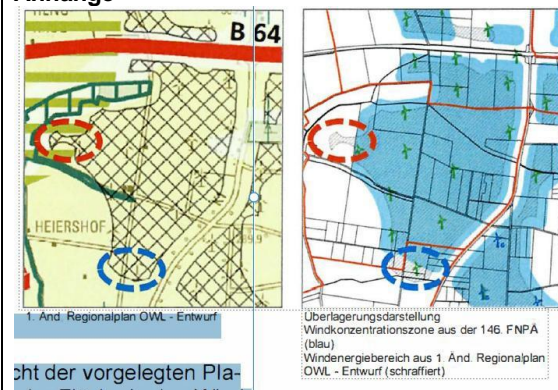 Anhänge
B 64
HEIERSHOF
1. Änd. Regionalplan OWL - Entwurf
Überlagerungsdarstellung
Windkonzentrationszone aus der 146. FNPÄ
(blau)
Windenergiebereich aus 1. Änd. Regionalplan
OWL - Entwurf (schraffiert)
cht der vorgelegten Pla-